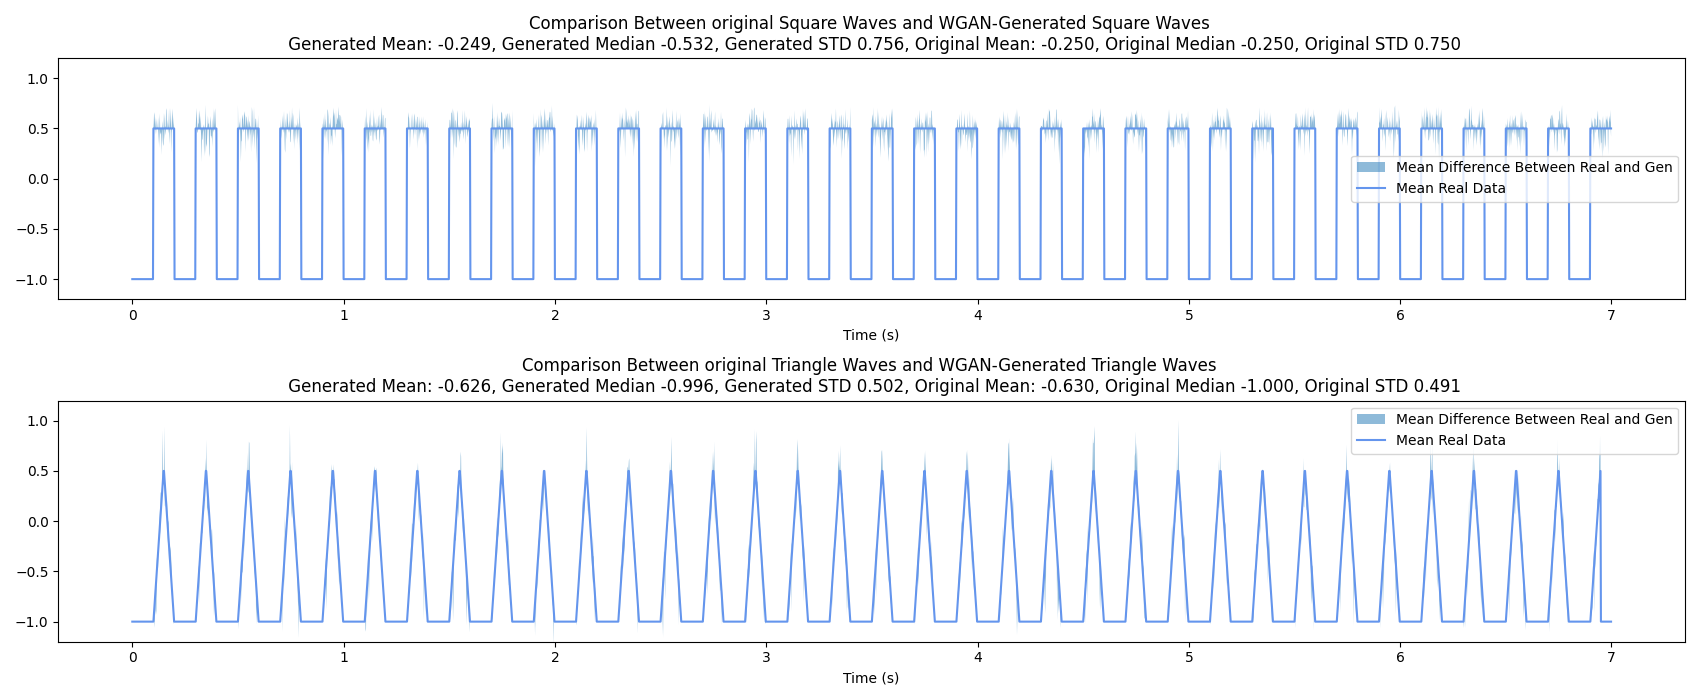 Comparison Between original Square Waves and WGAN-Generated Square Waves
Generated Mean: -0.249, Generated Median -0.532, Generated STD 0.756, Original Mean: -0.250, Original Median -0.250, Original STD 0.750
1.0
0.5
0.0
−0.5
−1.0
Mean Difference Between Real and Gen
Mean Real Data
0 1 2 3 4 5 6 7
Time (s)
Comparison Between original Triangle Waves and WGAN-Generated Triangle Waves
Generated Mean: -0.626, Generated Median -0.996, Generated STD 0.502, Original Mean: -0.630, Original Median -1.000, Original STD 0.491
1.0
0.5
0.0
−0.5
−1.0
Mean Difference Between Real and Gen
Mean Real Data
0 1 2 3 4 5 6 7
Time (s)